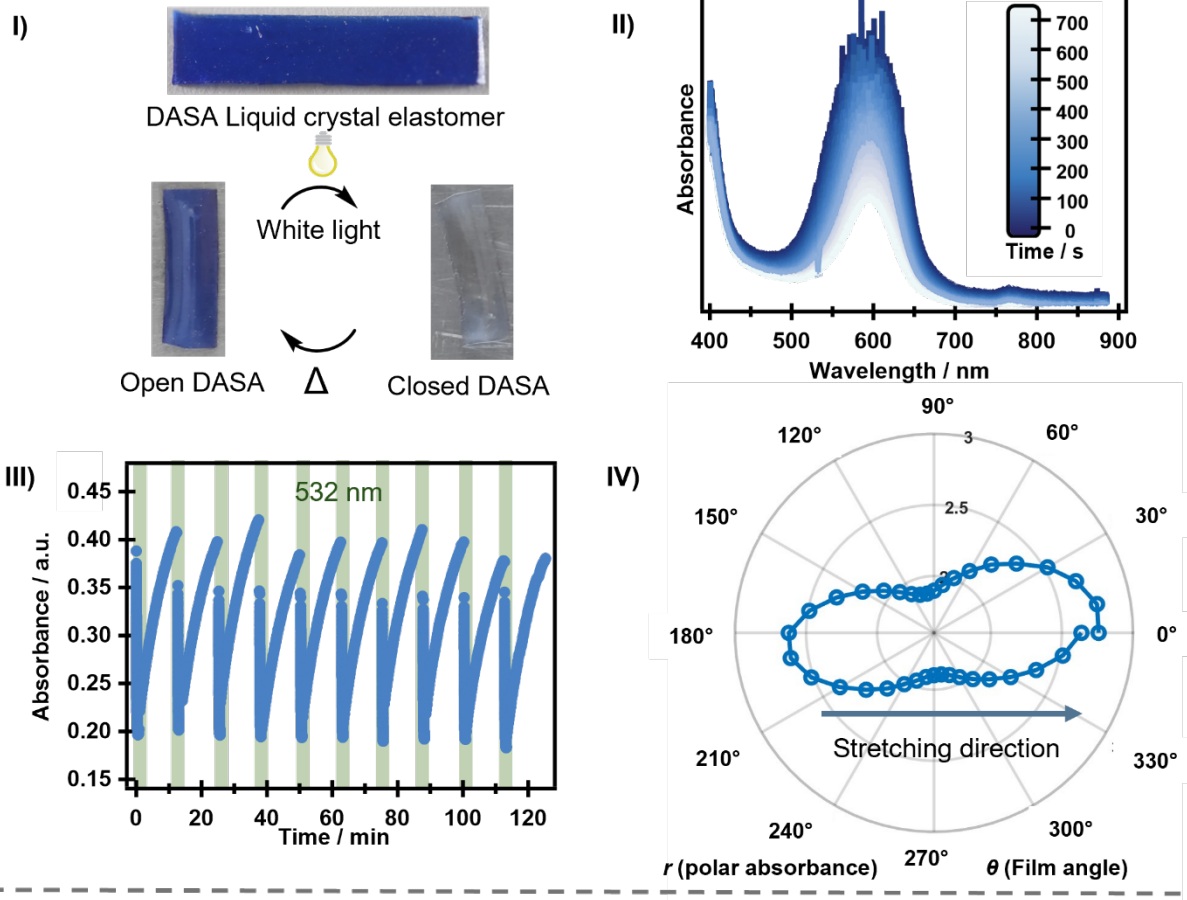 I)
DASA Liquid crystal elastomer
White light
Open DASA
Δ
Closed DASA
II)
Absorbance
700
600
500
400
300
200
100
0
Time / s
400
500
600
700
800
900
Wavelength / nm
III)
532 nm
0.45
0.40
0.35
0.30
0.25
0.20
0.15
Absorbance / a.u.
0
20
40
60
80
100
120
Time / min
IV)
90°
120°
60°
3
2.5
150°
30°
2
180°
0°
Stretching direction
210°
330°
240°
300°
270°
r (polar absorbance)
θ (Film angle)